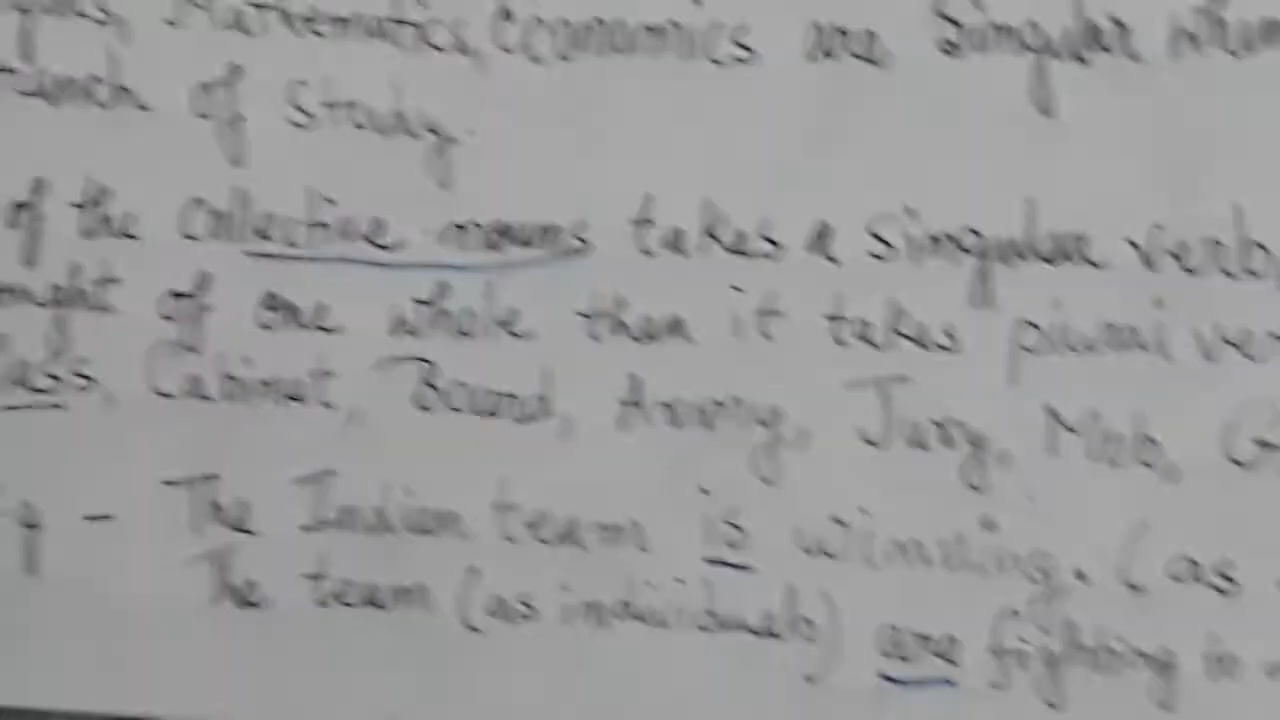 Mathematics, Economics are Singular when
of study.
of the collective nouns takes a singular verb,
of one whole then it takes plural
Cabinet, Board, Army, Jury, Mob,
- The Indian team is winning. (as
The team (as individuals) are fighting